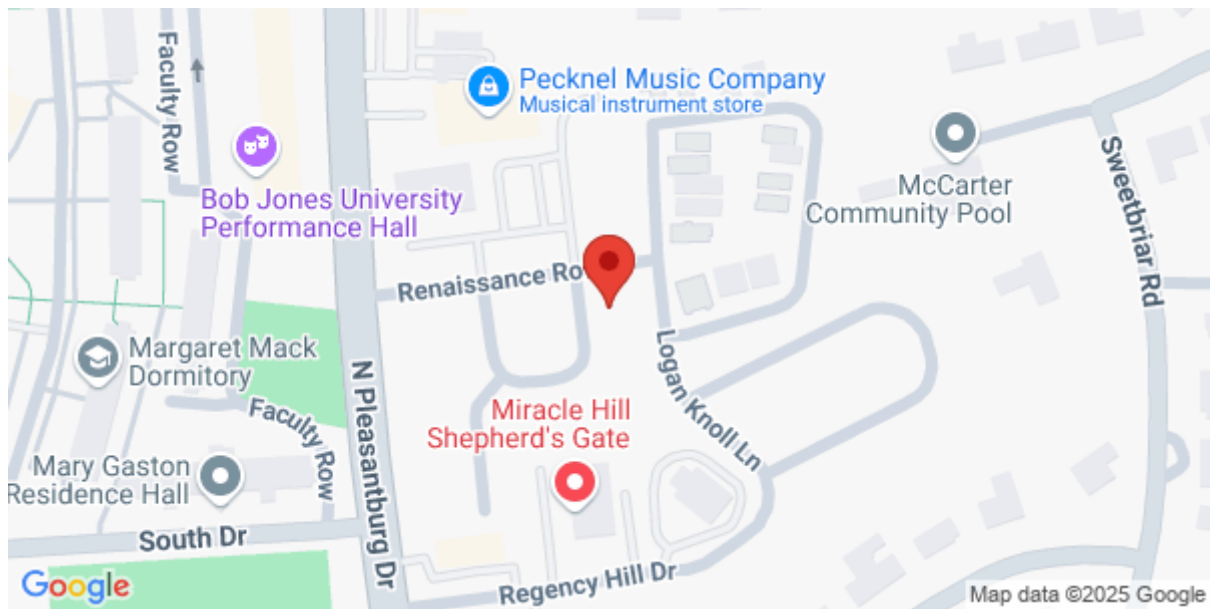 Faculty Row
Pecknel Music Company
Musical instrument store
Bob Jones University
Performance Hall
McCarter
Community Pool
Sweetbriar Rd
Renaissance Ro
Margaret Mack
Dormitory
N Pleasantburg Dr
Logan Knoll Ln
Faculty Row
Miracle Hill
Shepherd's Gate
Mary Gaston
Residence Hall
South Dr
Regency Hill Dr
Google
Map data ©2025 Google